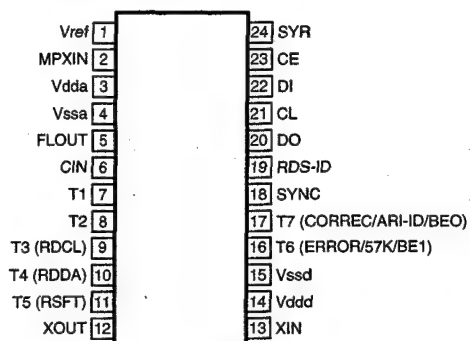 Vref 1 24 SYR
MPXIN 2 23 CE
Vdda 3 22 DI
Vssa 4 21 CL
FLOUT 5 20 DO
CIN 6 19 RDS-ID
T1 7 18 SYNC
T2 8 17 T7 (CORREC/ARI-ID/BEO)
T3 (RDCL) 9 16 T6 (ERROR/57K/BE1)
T4 (RDDA) 10 15 Vssd
T5 (RSFT) 11 14 Vddd
XOUT 12 13 XIN